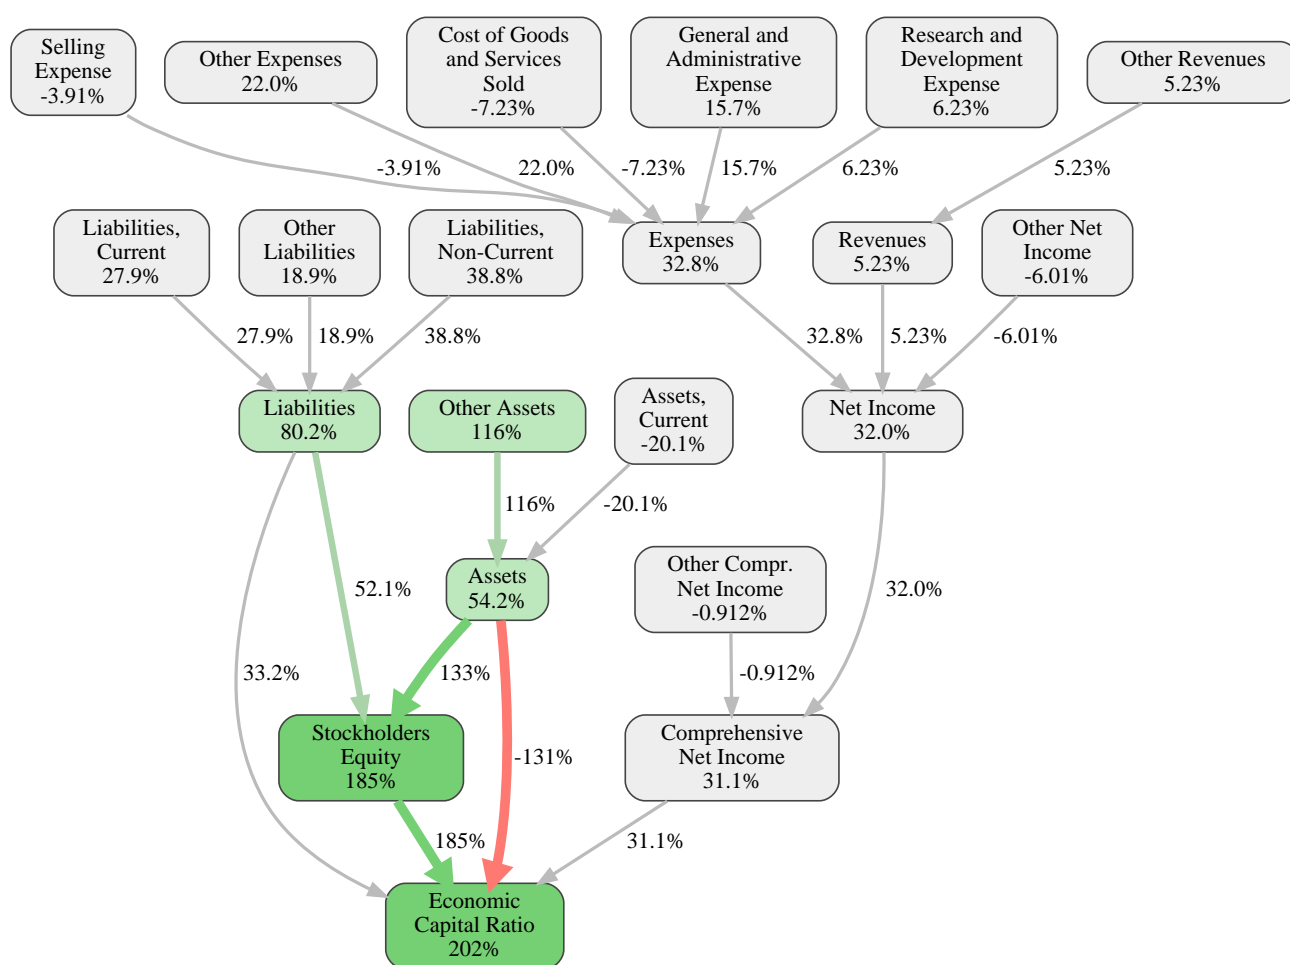 Selling
Expense
-3.91%
Other Expenses
22.0%
Cost of Goods
and Services
Sold
-7.23%
General and
Administrative
Expense
15.7%
Research and
Development
Expense
6.23%
Other Revenues
5.23%
-3.91%
22.0%
-7.23%
15.7%
6.23%
5.23%
Liabilities,
Current
27.9%
Other
Liabilities
18.9%
Liabilities,
Non-Current
38.8%
Expenses
32.8%
Revenues
5.23%
Other Net
Income
-6.01%
27.9%
18.9%
38.8%
32.8%
5.23%
-6.01%
Liabilities
80.2%
Other Assets
116%
Assets,
Current
-20.1%
Net Income
32.0%
116%
-20.1%
52.1%
Assets
54.2%
Other Compr.
Net Income
-0.912%
32.0%
33.2%
133%
-0.912%
Stockholders
Equity
185%
-131%
Comprehensive
Net Income
31.1%
185%
31.1%
Economic
Capital Ratio
202%